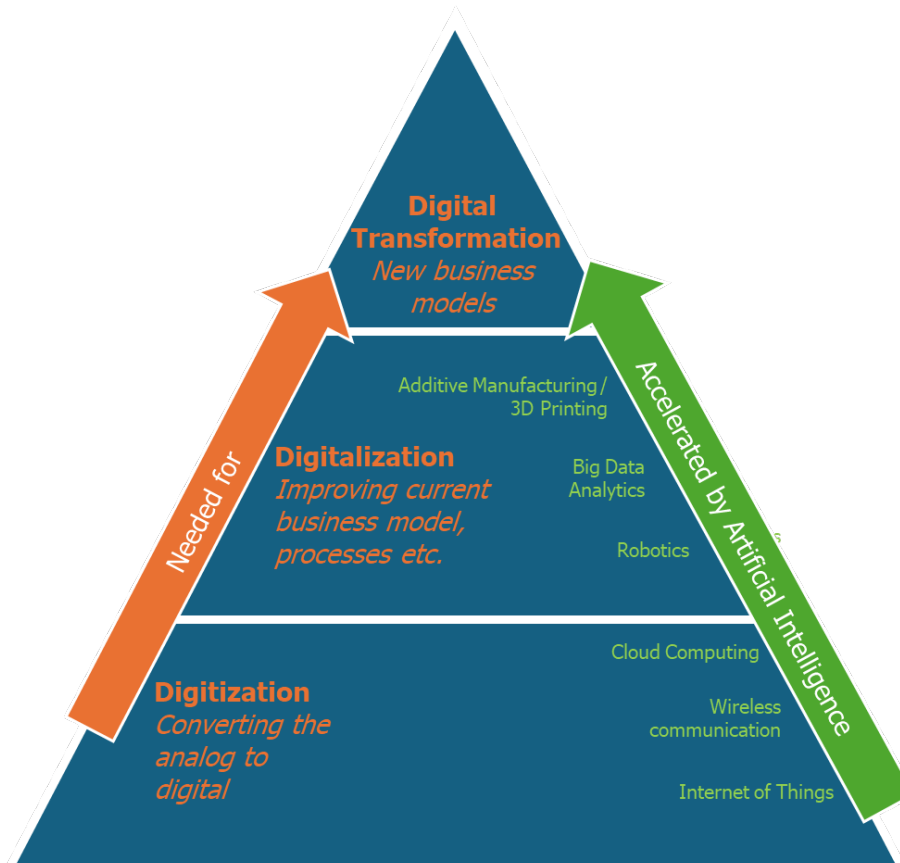 Digital
Transformation
New business
models
Additive Manufacturing /
3D Printing
Digitalization
Improving current
business model,
processes etc.
Big Data
Analytics
Robotics
Needed for
Accelerated by Artificial Intelligence
Cloud Computing
Digitization
Converting the
analog to
digital
Wireless
communication
Internet of Things